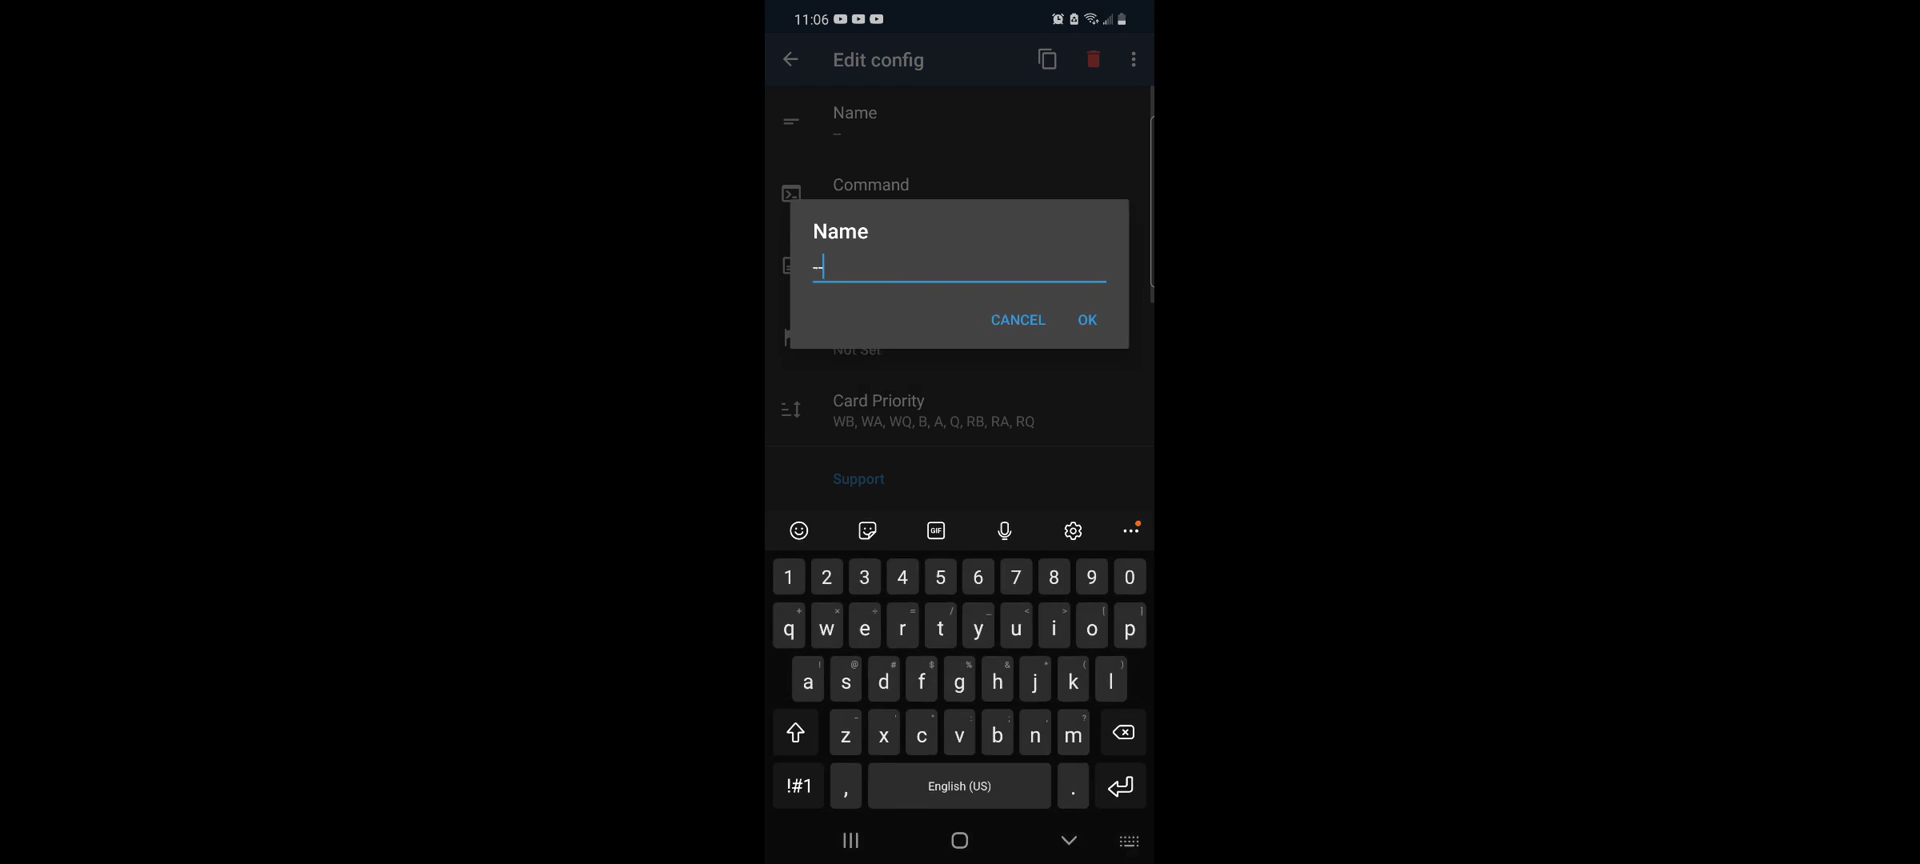 11:06
Edit config
Name
--
Command
Name
--
CANCEL OK
Not Set
Card Priority
WB, WA, WQ, B, A, Q, RB, RA, RQ
Support
GIF
1 2 3 4 5 6 7 8 9 0
+ × ÷ = / _ < > [ ]
q w e r t y u i o p
! @ # $ % & * ( )
a s d f g h j k l
- ' " : ; , ?
z x c v b n m
!#1 , English (US) .